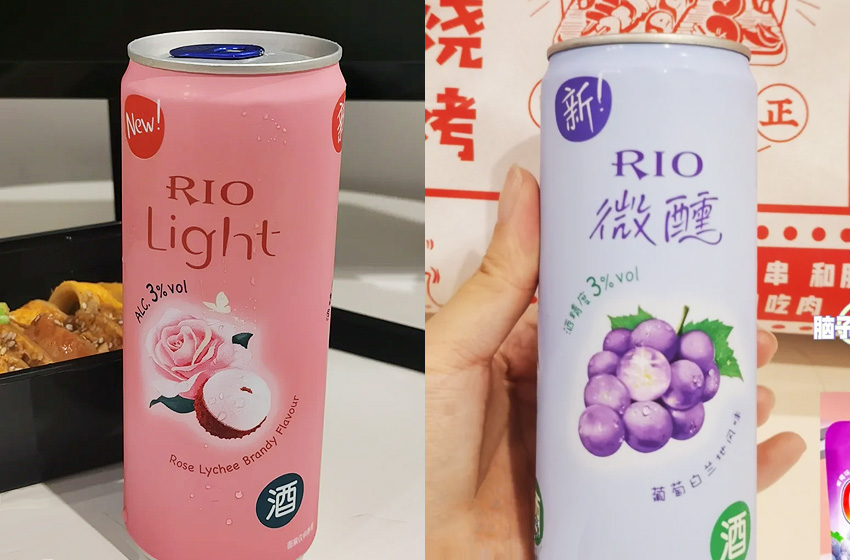 New!
RIO
Light
ALC. 3% vol
Rose Lychee Brandy Flavour
酒
烧
烤
正
新!
RIO
微醺
酒精度 3% vol
葡萄白兰地风味
酒
串 和
吃肉